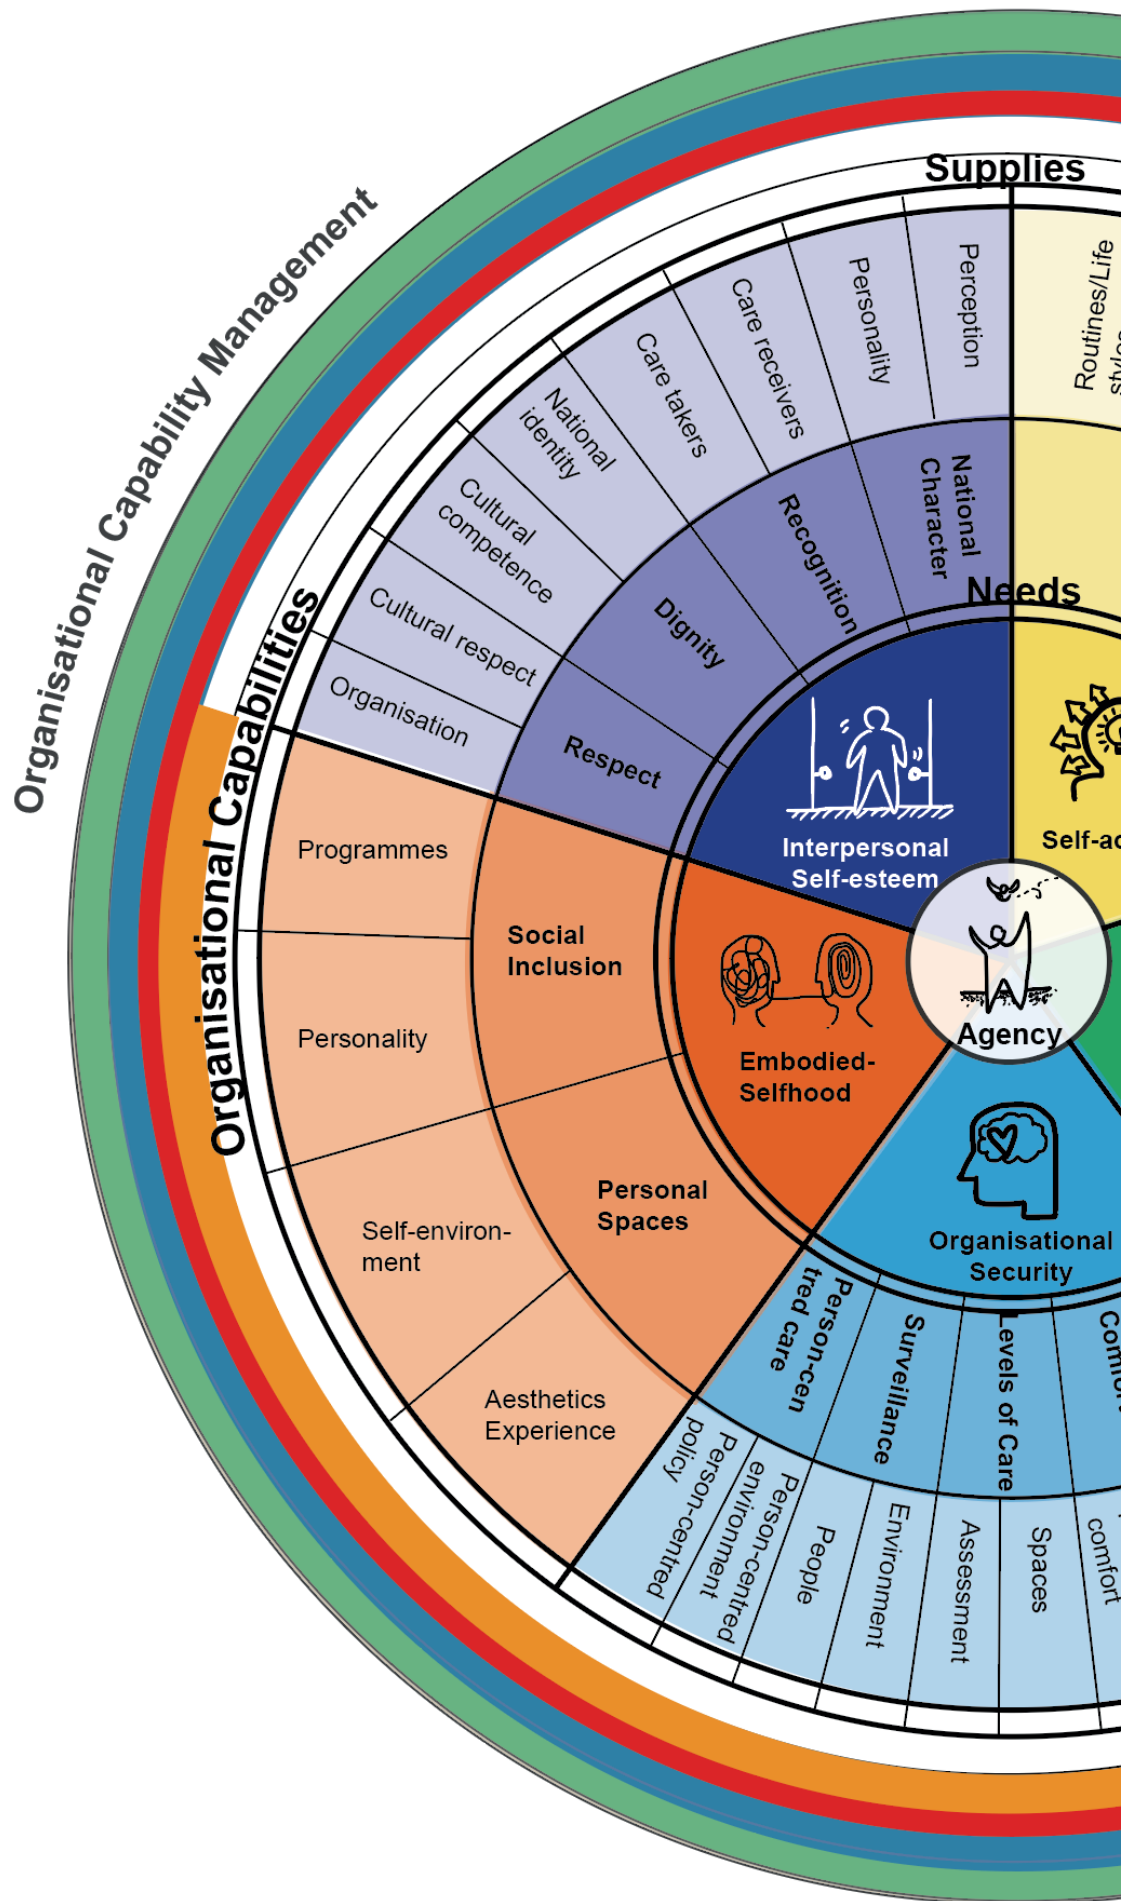 Organisational Capability Management
Supplies
Organisational Capabilities
Needs
Perception
Personality
Care receivers
Care takers
National
identity
Cultural
competence
Cultural respect
Organisation
Routines/Life
National
Character
Recognition
Dignity
Respect
Interpersonal
Self-esteem
Self-ac
Agency
Programmes
Personality
Self-environ-
ment
Aesthetics
Experience
Social
Inclusion
Personal
Spaces
Embodied-
Selfhood
Organisational
Security
Person-cen
tred care
Surveillance
Levels of Care
Person-centred
policy
Person-centred
environment
People
Environment
Assessment
Spaces
comfort